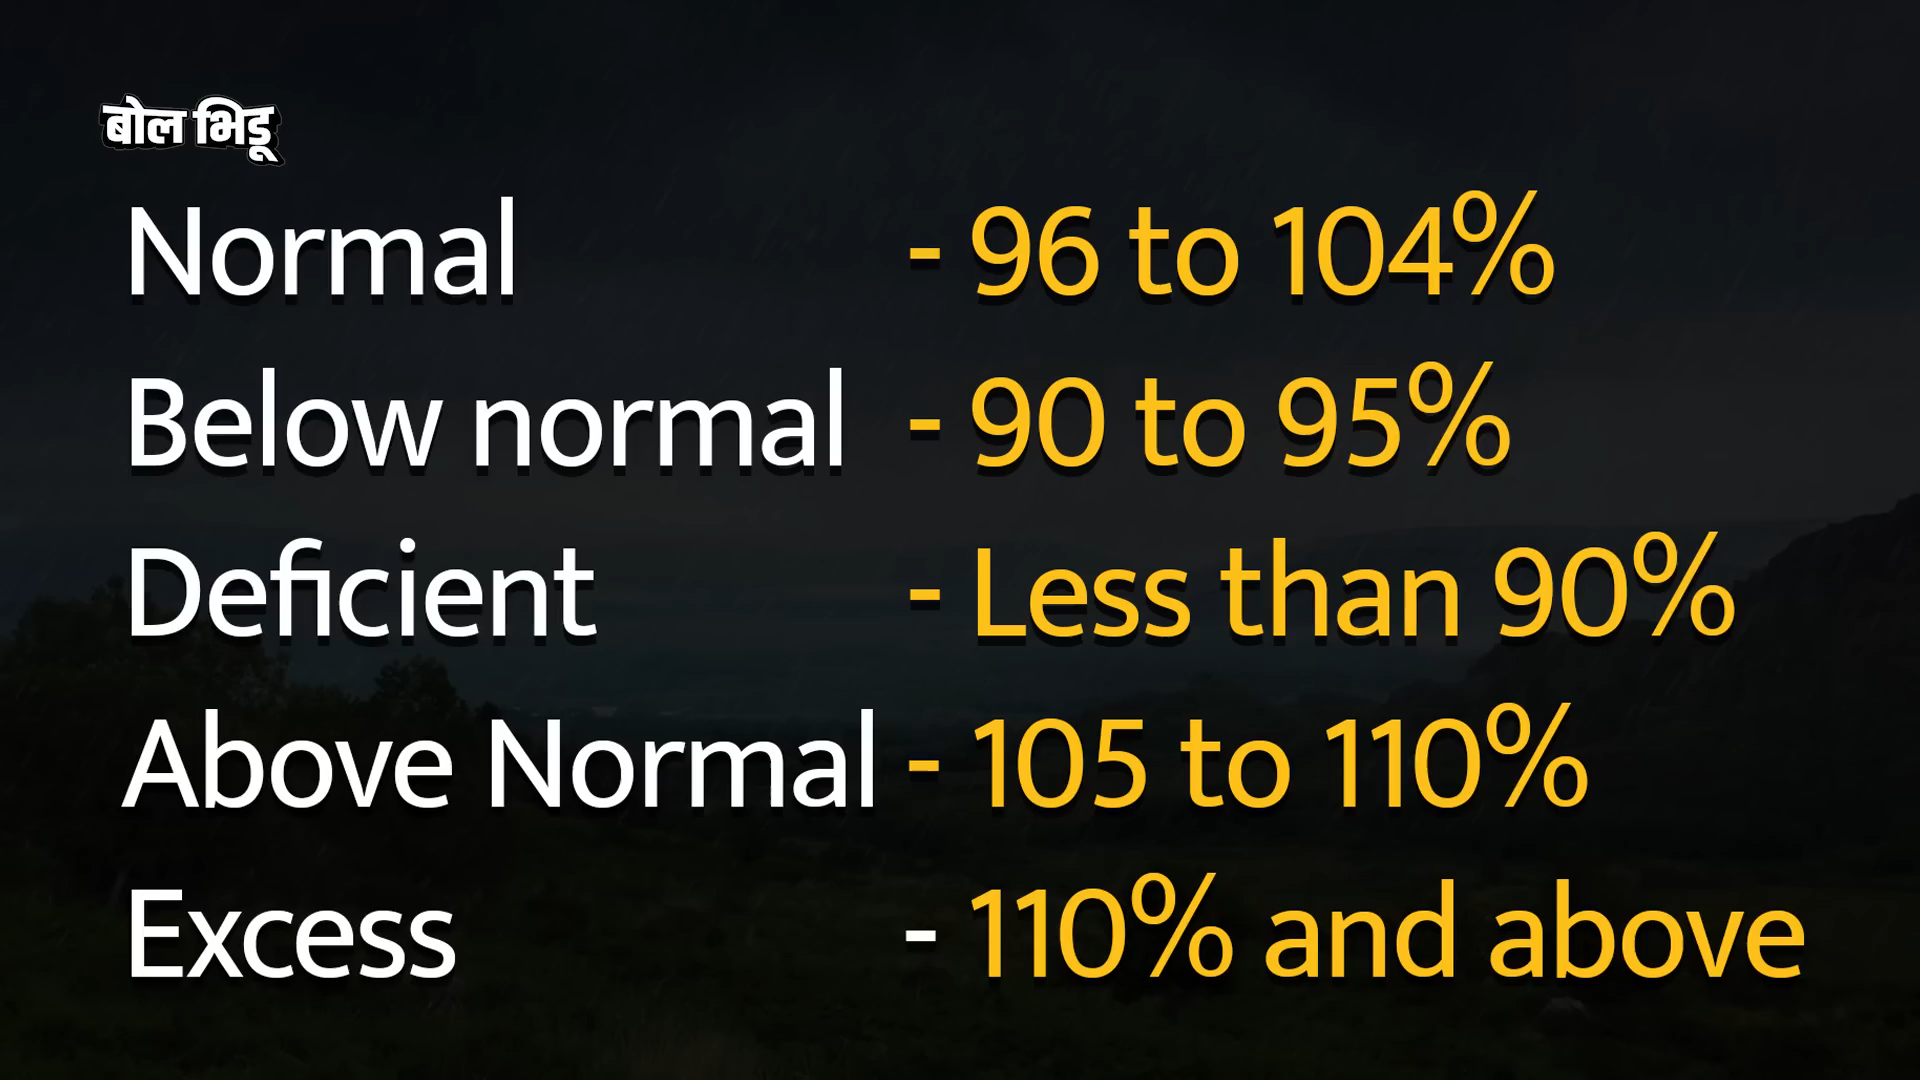 बोल भिडू
Normal - 96 to 104%
Below normal - 90 to 95%
Deficient - Less than 90%
Above Normal - 105 to 110%
Excess - 110% and above